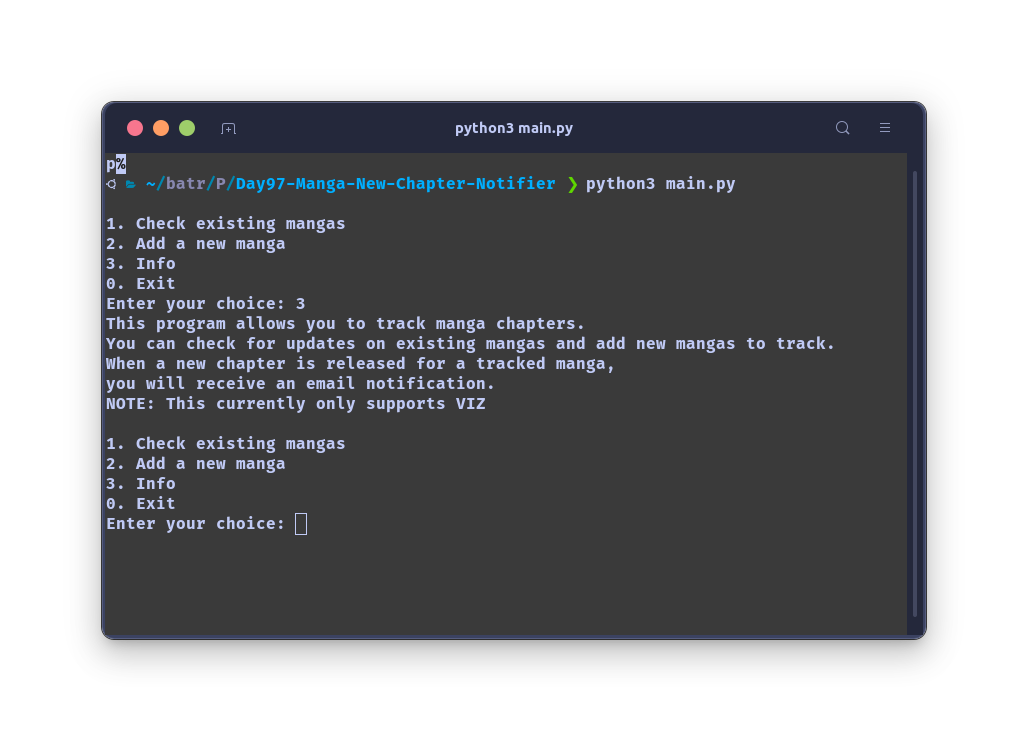 python3 main.py
p%
~/batr/P/Day97-Manga-New-Chapter-Notifier ❯ python3 main.py
1. Check existing mangas
2. Add a new manga
3. Info
0. Exit
Enter your choice: 3
This program allows you to track manga chapters.
You can check for updates on existing mangas and add new mangas to track.
When a new chapter is released for a tracked manga,
you will receive an email notification.
NOTE: This currently only supports VIZ
1. Check existing mangas
2. Add a new manga
3. Info
0. Exit
Enter your choice: